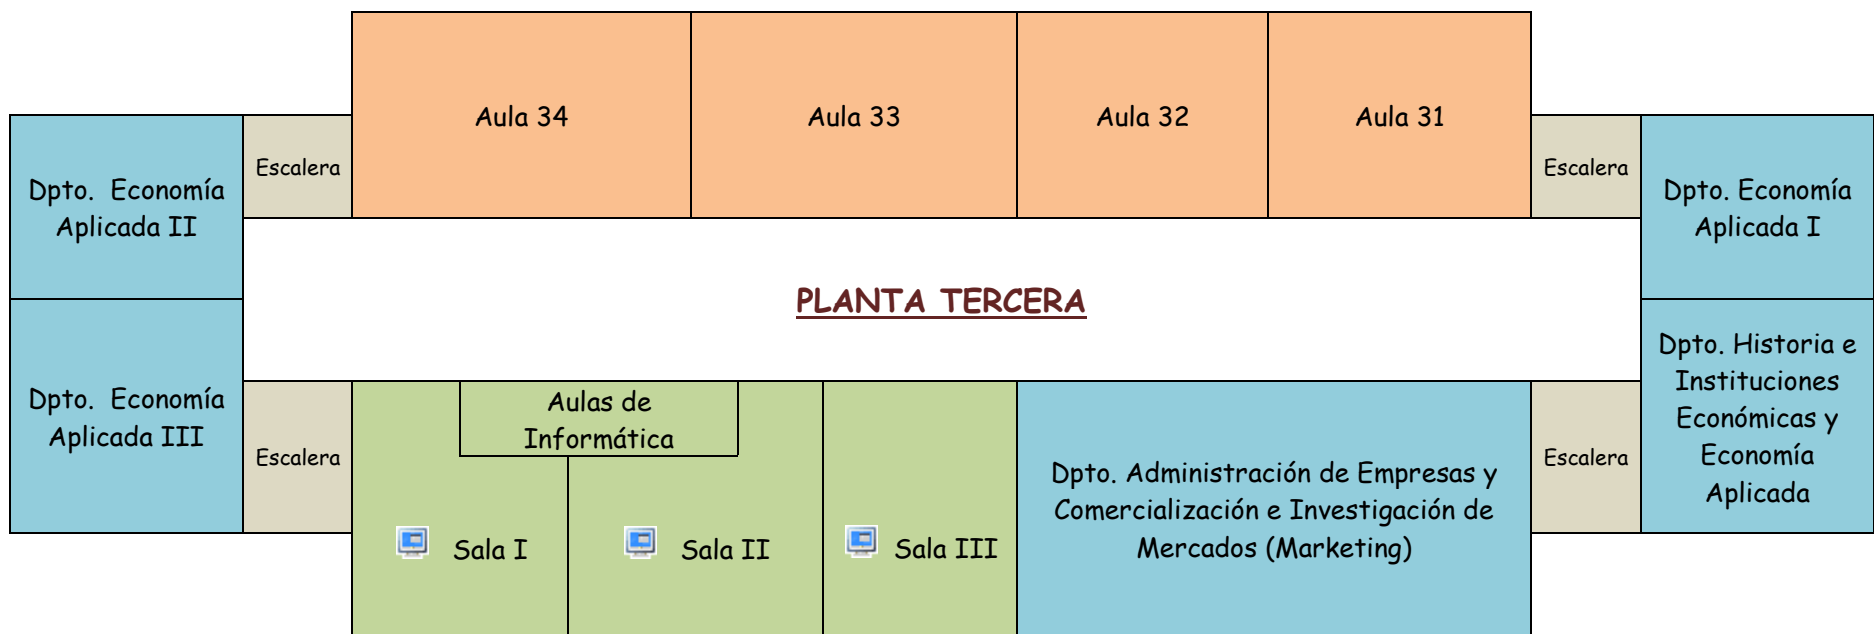 Aula 34
Aula 33
Aula 32
Aula 31
Escalera
Escalera
Dpto. Economía
Aplicada II
Dpto. Economía
Aplicada I
PLANTA TERCERA
Dpto. Economía
Aplicada III
Escalera
Aulas de
Informática
Sala I
Sala II
Sala III
Dpto. Administración de Empresas y
Comercialización e Investigación de
Mercados (Marketing)
Escalera
Dpto. Historia e
Instituciones
Económicas y
Economía
Aplicada